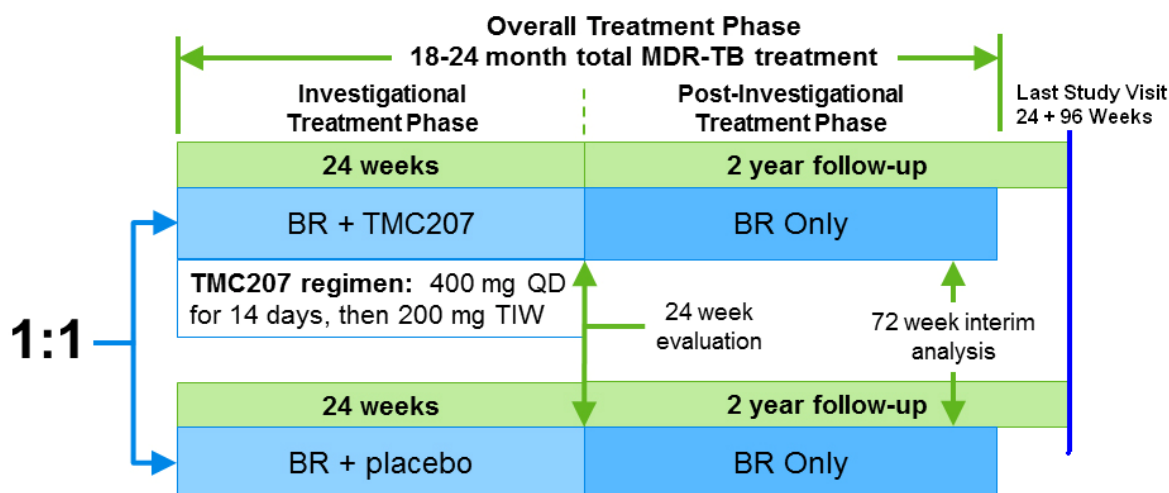 Overall Treatment Phase
18-24 month total MDR-TB treatment
Investigational
Treatment Phase
Post-Investigational
Treatment Phase
Last Study Visit
24 + 96 Weeks
24 weeks
2 year follow-up
BR + TMC207
BR Only
TMC207 regimen: 400 mg QD
for 14 days, then 200 mg TIW
1:1
24 week
evaluation
72 week interim
analysis
24 weeks
2 year follow-up
BR + placebo
BR Only